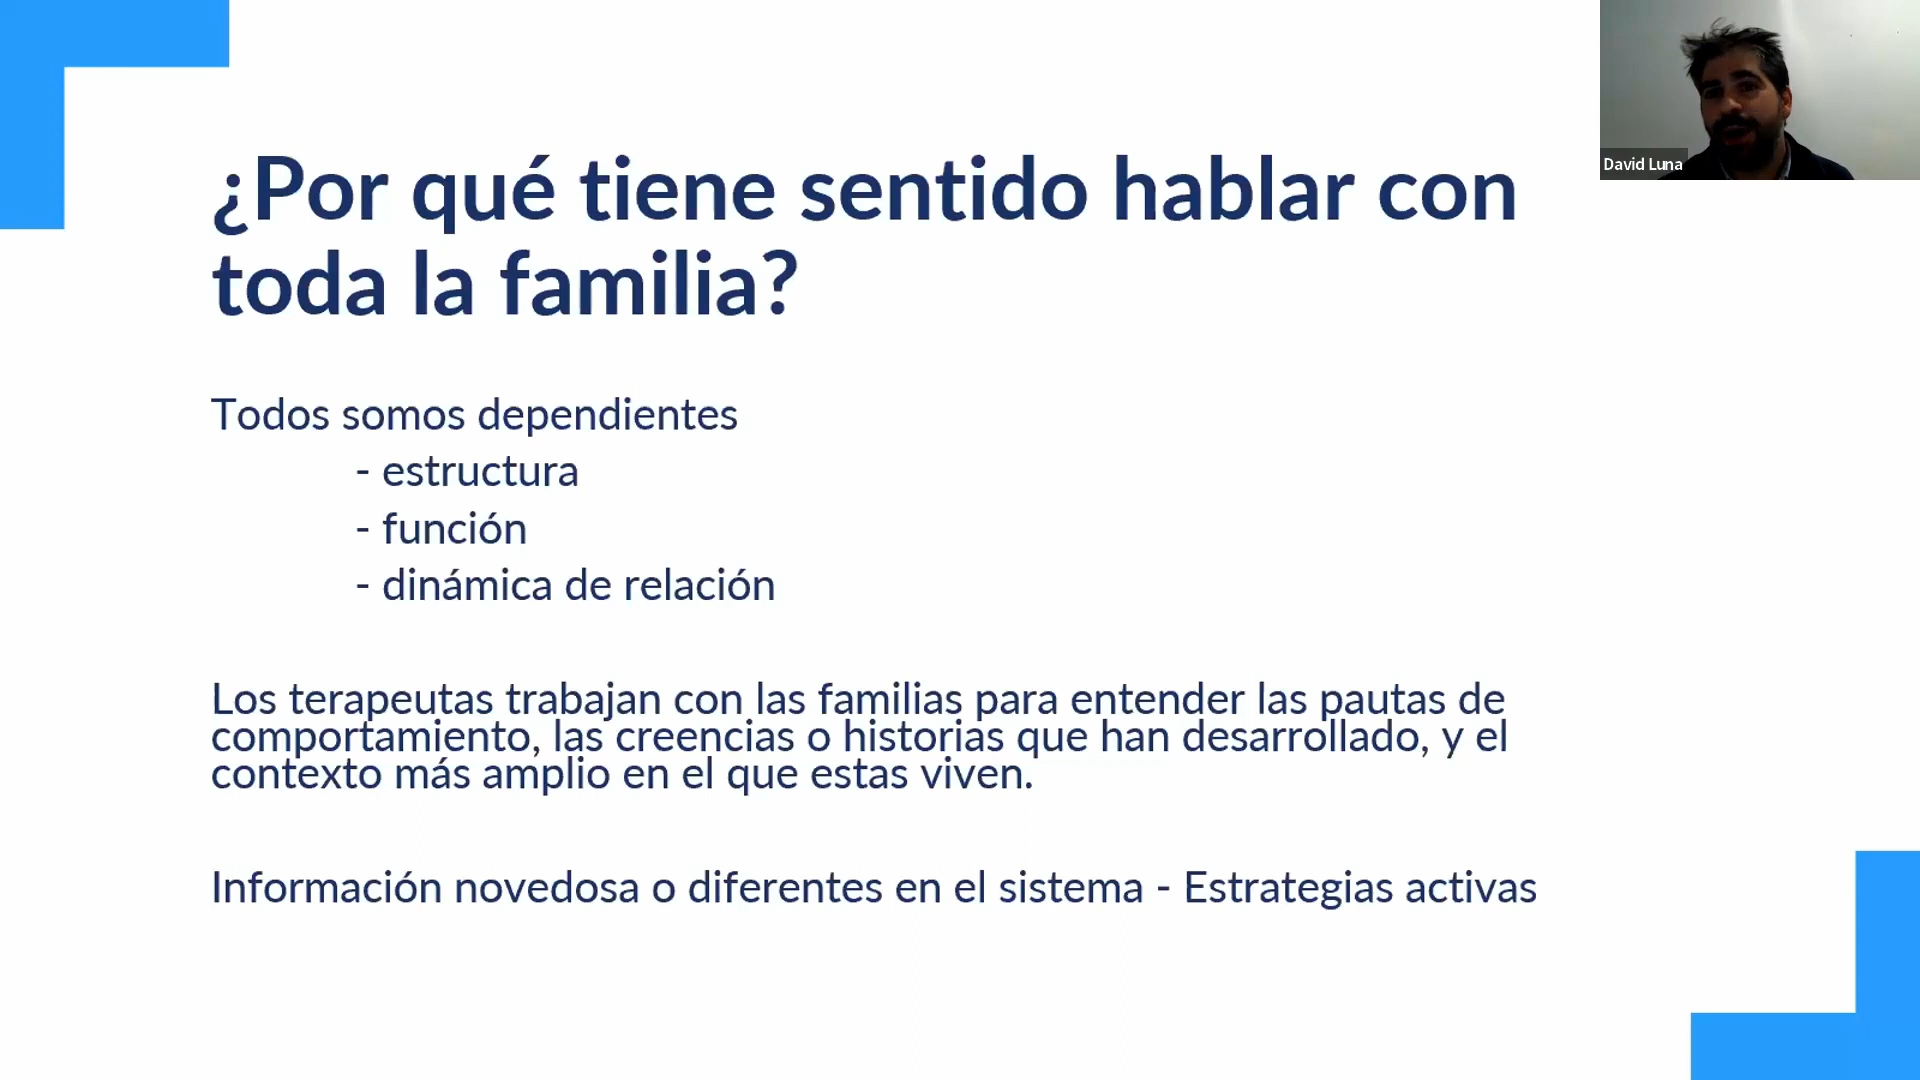 ¿Por qué tiene sentido hablar con
toda la familia?
David Luna
Todos somos dependientes
- estructura
- función
- dinámica de relación
Los terapeutas trabajan con las familias para entender las pautas de
comportamiento, las creencias o historias que han desarrollado, y el
contexto más amplio en el que estas viven.
Información novedosa o diferentes en el sistema - Estrategias activas